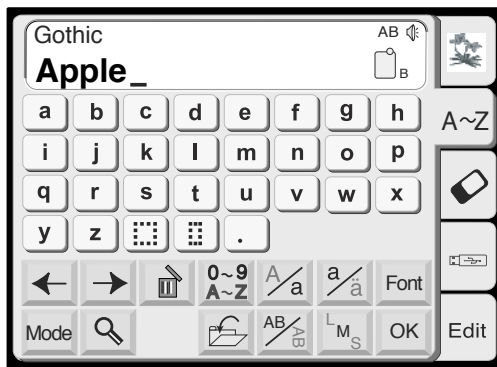 Gothic AB
Apple_ B
a b c d e f g h A~Z
i j k l m n o p
q r s t u v w x
y z .
0~9
A~Z A/a a/ä Font
Mode AB/AB L M S OK Edit